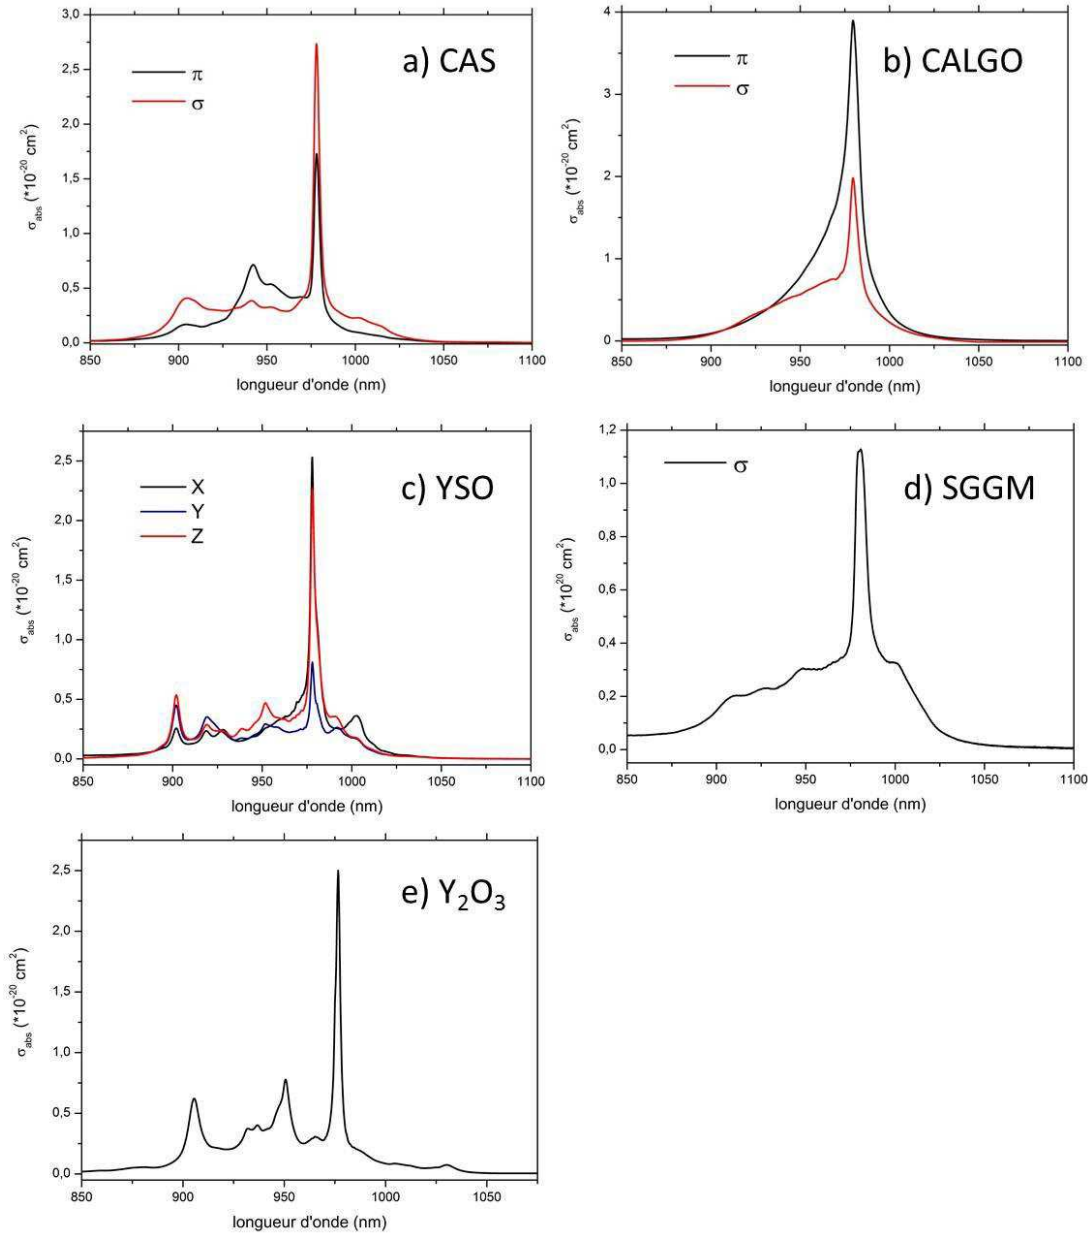 a) CAS
π
σ
3,0
2,5
2,0
1,5
1,0
0,5
0,0
σabs (*10⁻²⁰ cm²)
850 900 950 1000 1050 1100
longueur d'onde (nm)
b) CALGO
π
σ
4
3
2
1
0
σabs (*10⁻²⁰ cm²)
850 900 950 1000 1050 1100
longueur d'onde (nm)
c) YSO
X
Y
Z
2,5
2,0
1,5
1,0
0,5
0,0
σabs (*10⁻²⁰ cm²)
850 900 950 1000 1050 1100
longueur d'onde (nm)
d) SGGM
σ
1,2
1,0
0,8
0,6
0,4
0,2
0,0
σabs (*10²⁰ cm²)
850 900 950 1000 1050 1100
longueur d'onde (nm)
e) Y₂O₃
2,5
2,0
1,5
1,0
0,5
0,0
σabs (*10⁻²⁰ cm²)
850 900 950 1000 1050
longueur d'onde (nm)